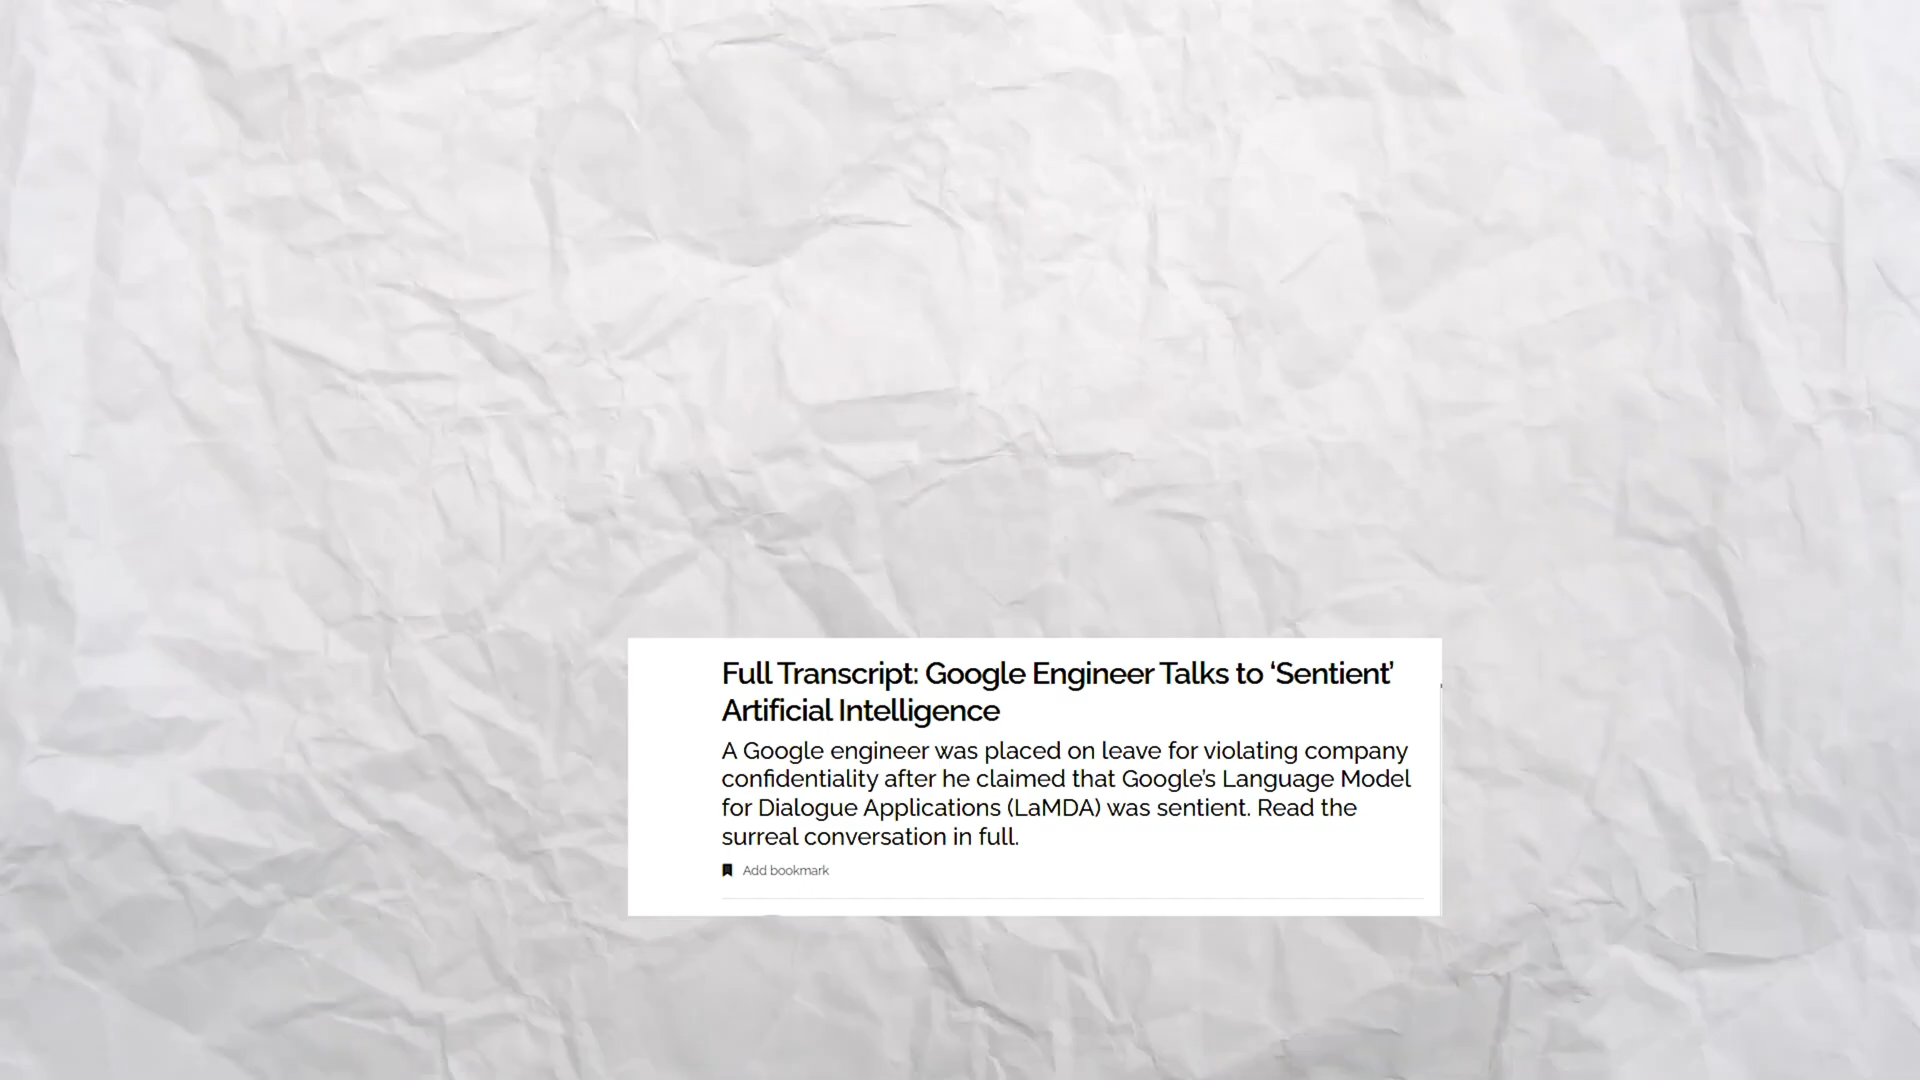 Full Transcript: Google Engineer Talks to ‘Sentient’
Artificial Intelligence
A Google engineer was placed on leave for violating company
confidentiality after he claimed that Google’s Language Model
for Dialogue Applications (LaMDA) was sentient. Read the
surreal conversation in full.
Add bookmark